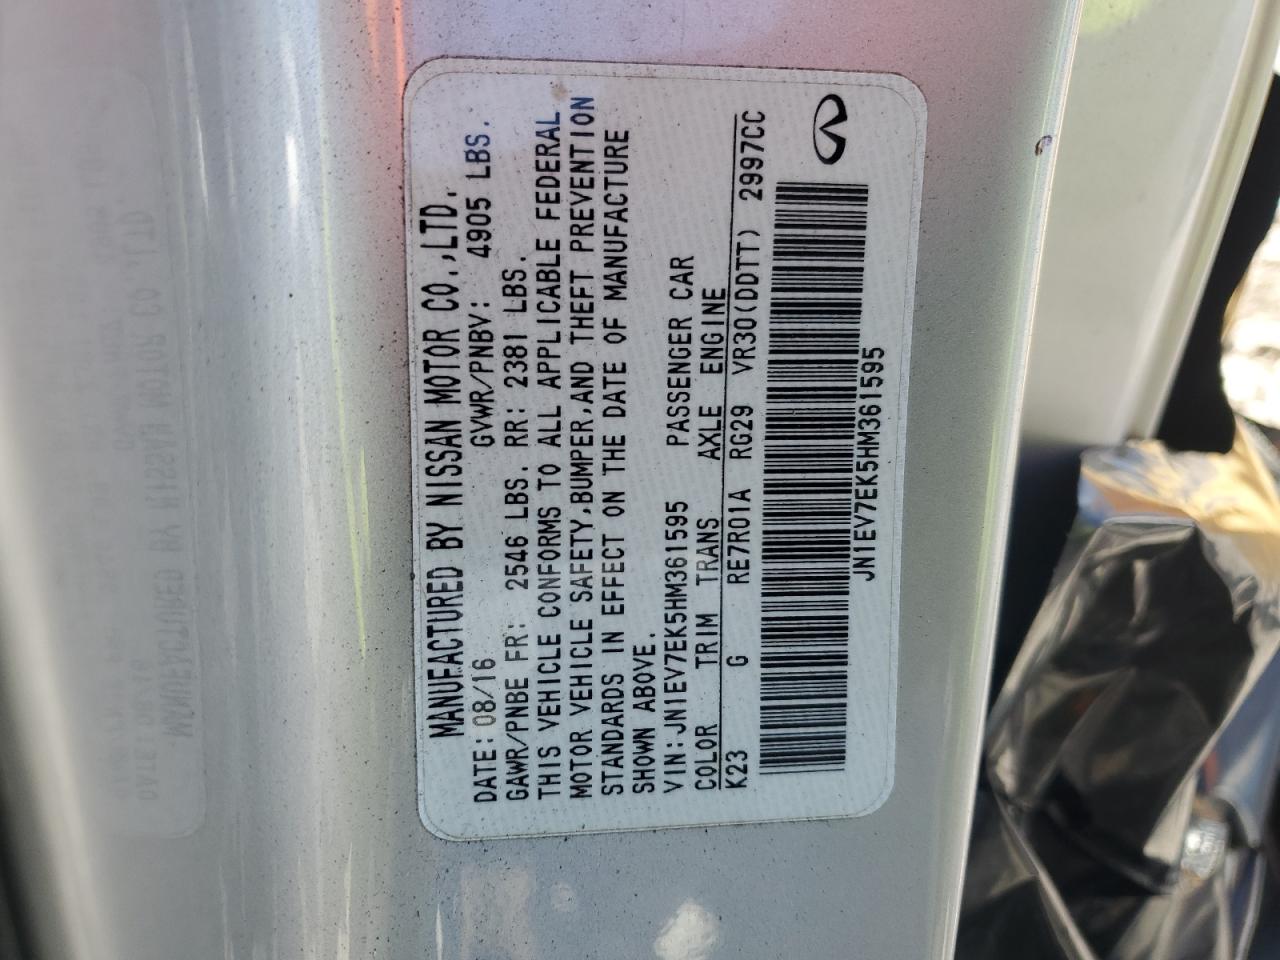 MANUFACTURED BY NISSAN MOTOR CO.,LTD.
DATE: 08/16 GVWR/PNBV: 4905 LBS.
GAWR/PNBE FR: 2546 LBS. RR: 2381 LBS.
THIS VEHICLE CONFORMS TO ALL APPLICABLE FEDERAL
MOTOR VEHICLE SAFETY,BUMPER,AND THEFT PREVENTION
STANDARDS IN EFFECT ON THE DATE OF MANUFACTURE
SHOWN ABOVE.
VIN:JN1EV7EK5HM361595 PASSENGER CAR
COLOR TRIM TRANS AXLE ENGINE
K23 G RE7R01A RG29 VR30(DDTT) 2997CC
JN1EV7EK5HM361595